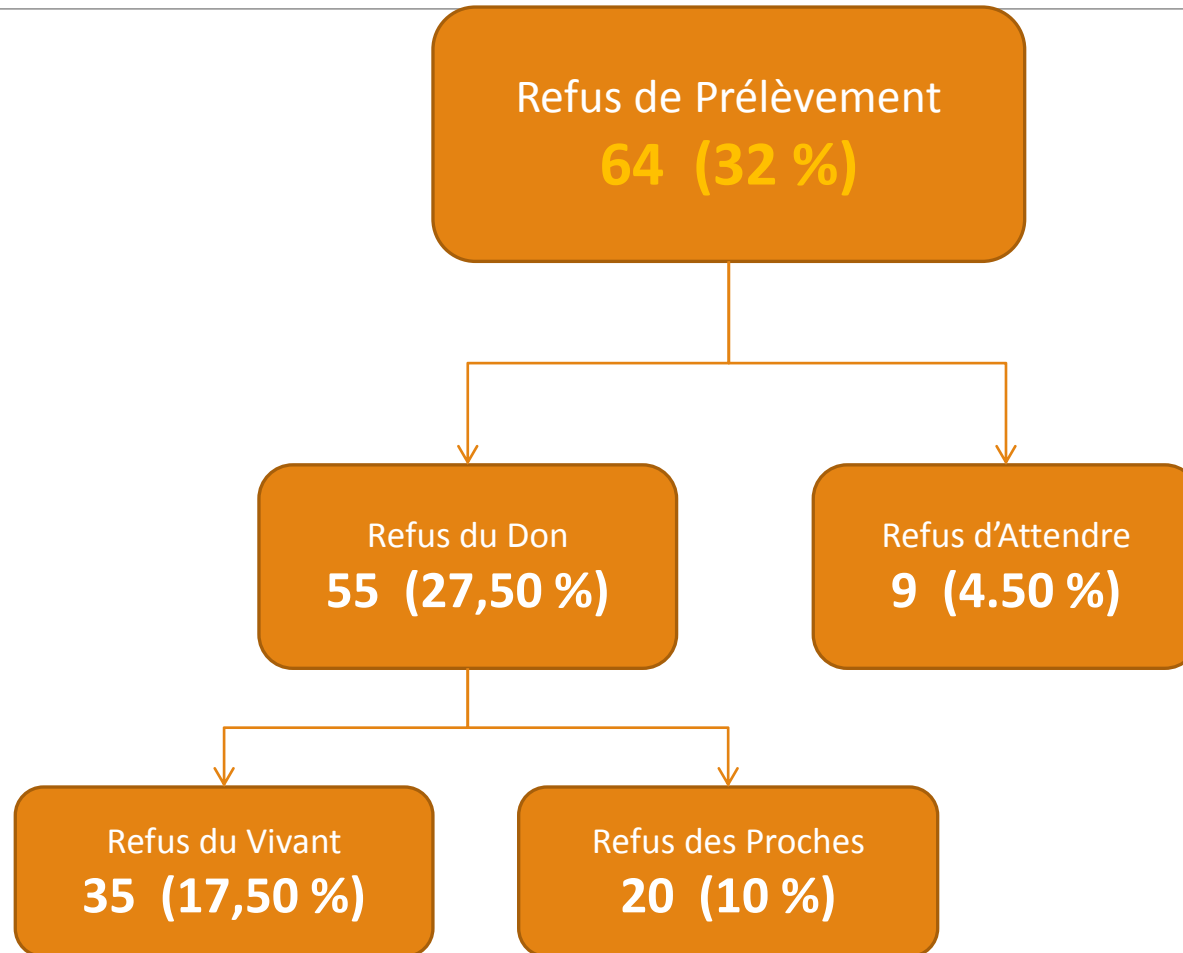 Refus de Prélèvement
64 (32 %)
Refus du Don
55 (27,50 %)
Refus d’Attendre
9 (4.50 %)
Refus du Vivant
35 (17,50 %)
Refus des Proches
20 (10 %)